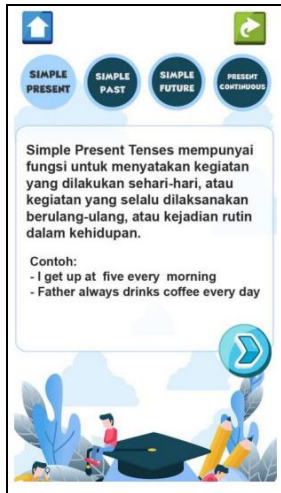 SIMPLE
PRESENT
SIMPLE
PAST
SIMPLE
FUTURE
PRESENT
CONTINUOUS
Simple Present Tenses mempunyai
fungsi untuk menyatakan kegiatan
yang dilakukan sehari-hari, atau
kegiatan yang selalu dilaksanakan
berulang-ulang, atau kejadian rutin
dalam kehidupan.
Contoh:
- I get up at five every morning
- Father always drinks coffee every day